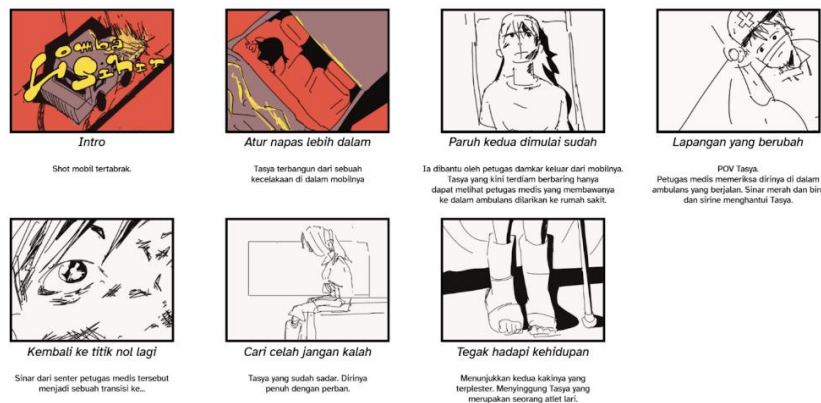 Intro
Shot mobil tertabrak.
Atur napas lebih dalam
Tasya terbangun dari sebuah
kecelakaan di dalam mobilnya
Paruh kedua dimulai sudah
Ia dibantu oleh petugas damkar keluar dari mobilnya.
Tasya yang kini terdiam berbaring hanya
dapat melihat petugas medis yang membawanya
ke dalam ambulans dilarikan ke rumah sakit.
Lapangan yang berubah
POV Tasya.
Petugas medis memeriksa dirinya di dalam
ambulans yang berjalan. Sinar merah dan bir
dan sirine menghantui Tasya.
Kembali ke titik nol lagi
Sinar dari senter petugas medis tersebut
menjadi sebuah transisi ke...
Cari celah jangan kalah
Tasya yang sudah sadar. Dirinya
penuh dengan perban.
Tegak hadapi kehidupan
Menunjukkan kedua kakinya yang
terplester. Menyinggung Tasya yang
merupakan seorang atlet lari.